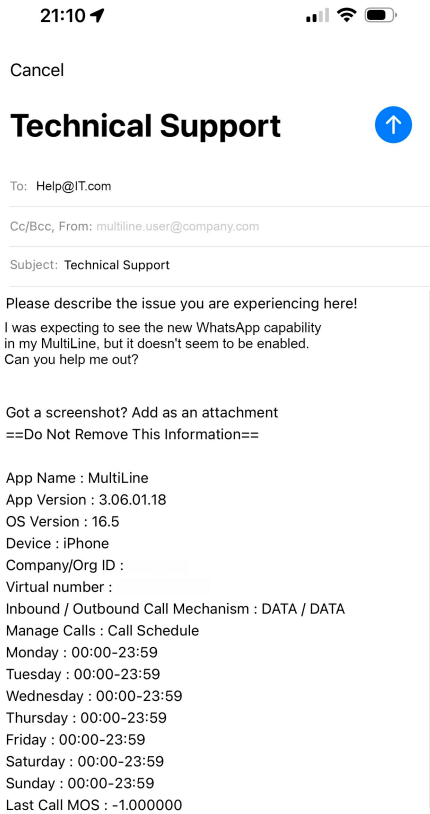 21:10
Cancel
Technical Support
To: Help@IT.com
Cc/Bcc, From: multiline.user@company.com
Subject: Technical Support
Please describe the issue you are experiencing here!
I was expecting to see the new WhatsApp capability
in my MultiLine, but it doesn't seem to be enabled.
Can you help me out?
Got a screenshot? Add as an attachment
==Do Not Remove This Information==
App Name : MultiLine
App Version : 3.06.01.18
OS Version : 16.5
Device : iPhone
Company/Org ID :
Virtual number :
Inbound / Outbound Call Mechanism : DATA / DATA
Manage Calls : Call Schedule
Monday : 00:00-23:59
Tuesday : 00:00-23:59
Wednesday : 00:00-23:59
Thursday : 00:00-23:59
Friday : 00:00-23:59
Saturday : 00:00-23:59
Sunday : 00:00-23:59
Last Call MOS : -1.000000